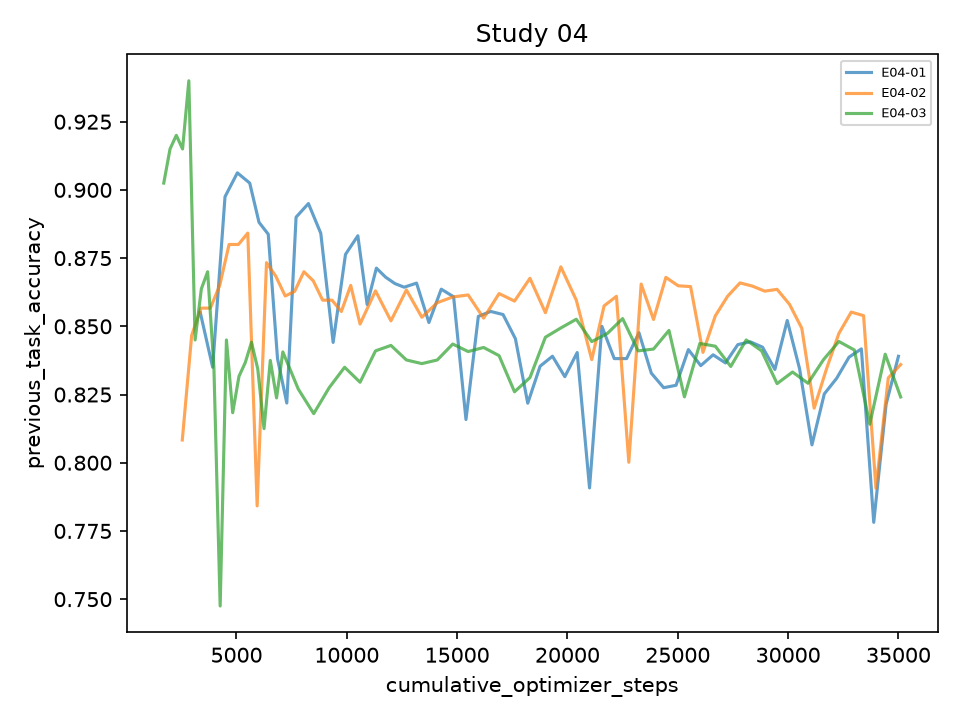 Study 04
E04-01
E04-02
E04-03
0.925
0.900
0.875
0.850
0.825
0.800
0.775
0.750
previous_task_accuracy
5000 10000 15000 20000 25000 30000 35000
cumulative_optimizer_steps